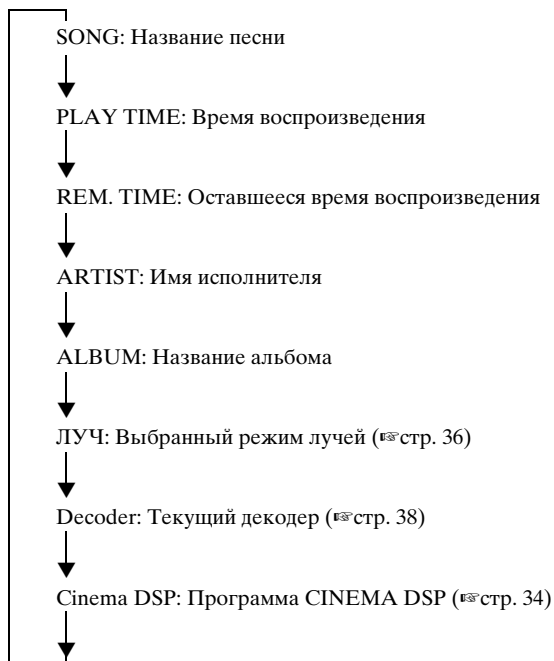 SONG: Название песни
PLAY TIME: Время воспроизведения
REM. TIME: Оставшееся время воспроизведения
ARTIST: Имя исполнителя
ALBUM: Название альбома
ЛУЧ: Выбранный режим лучей (☞стр. 36)
Decoder: Текущий декодер (☞стр. 38)
Cinema DSP: Программа CINEMA DSP (☞стр. 34)